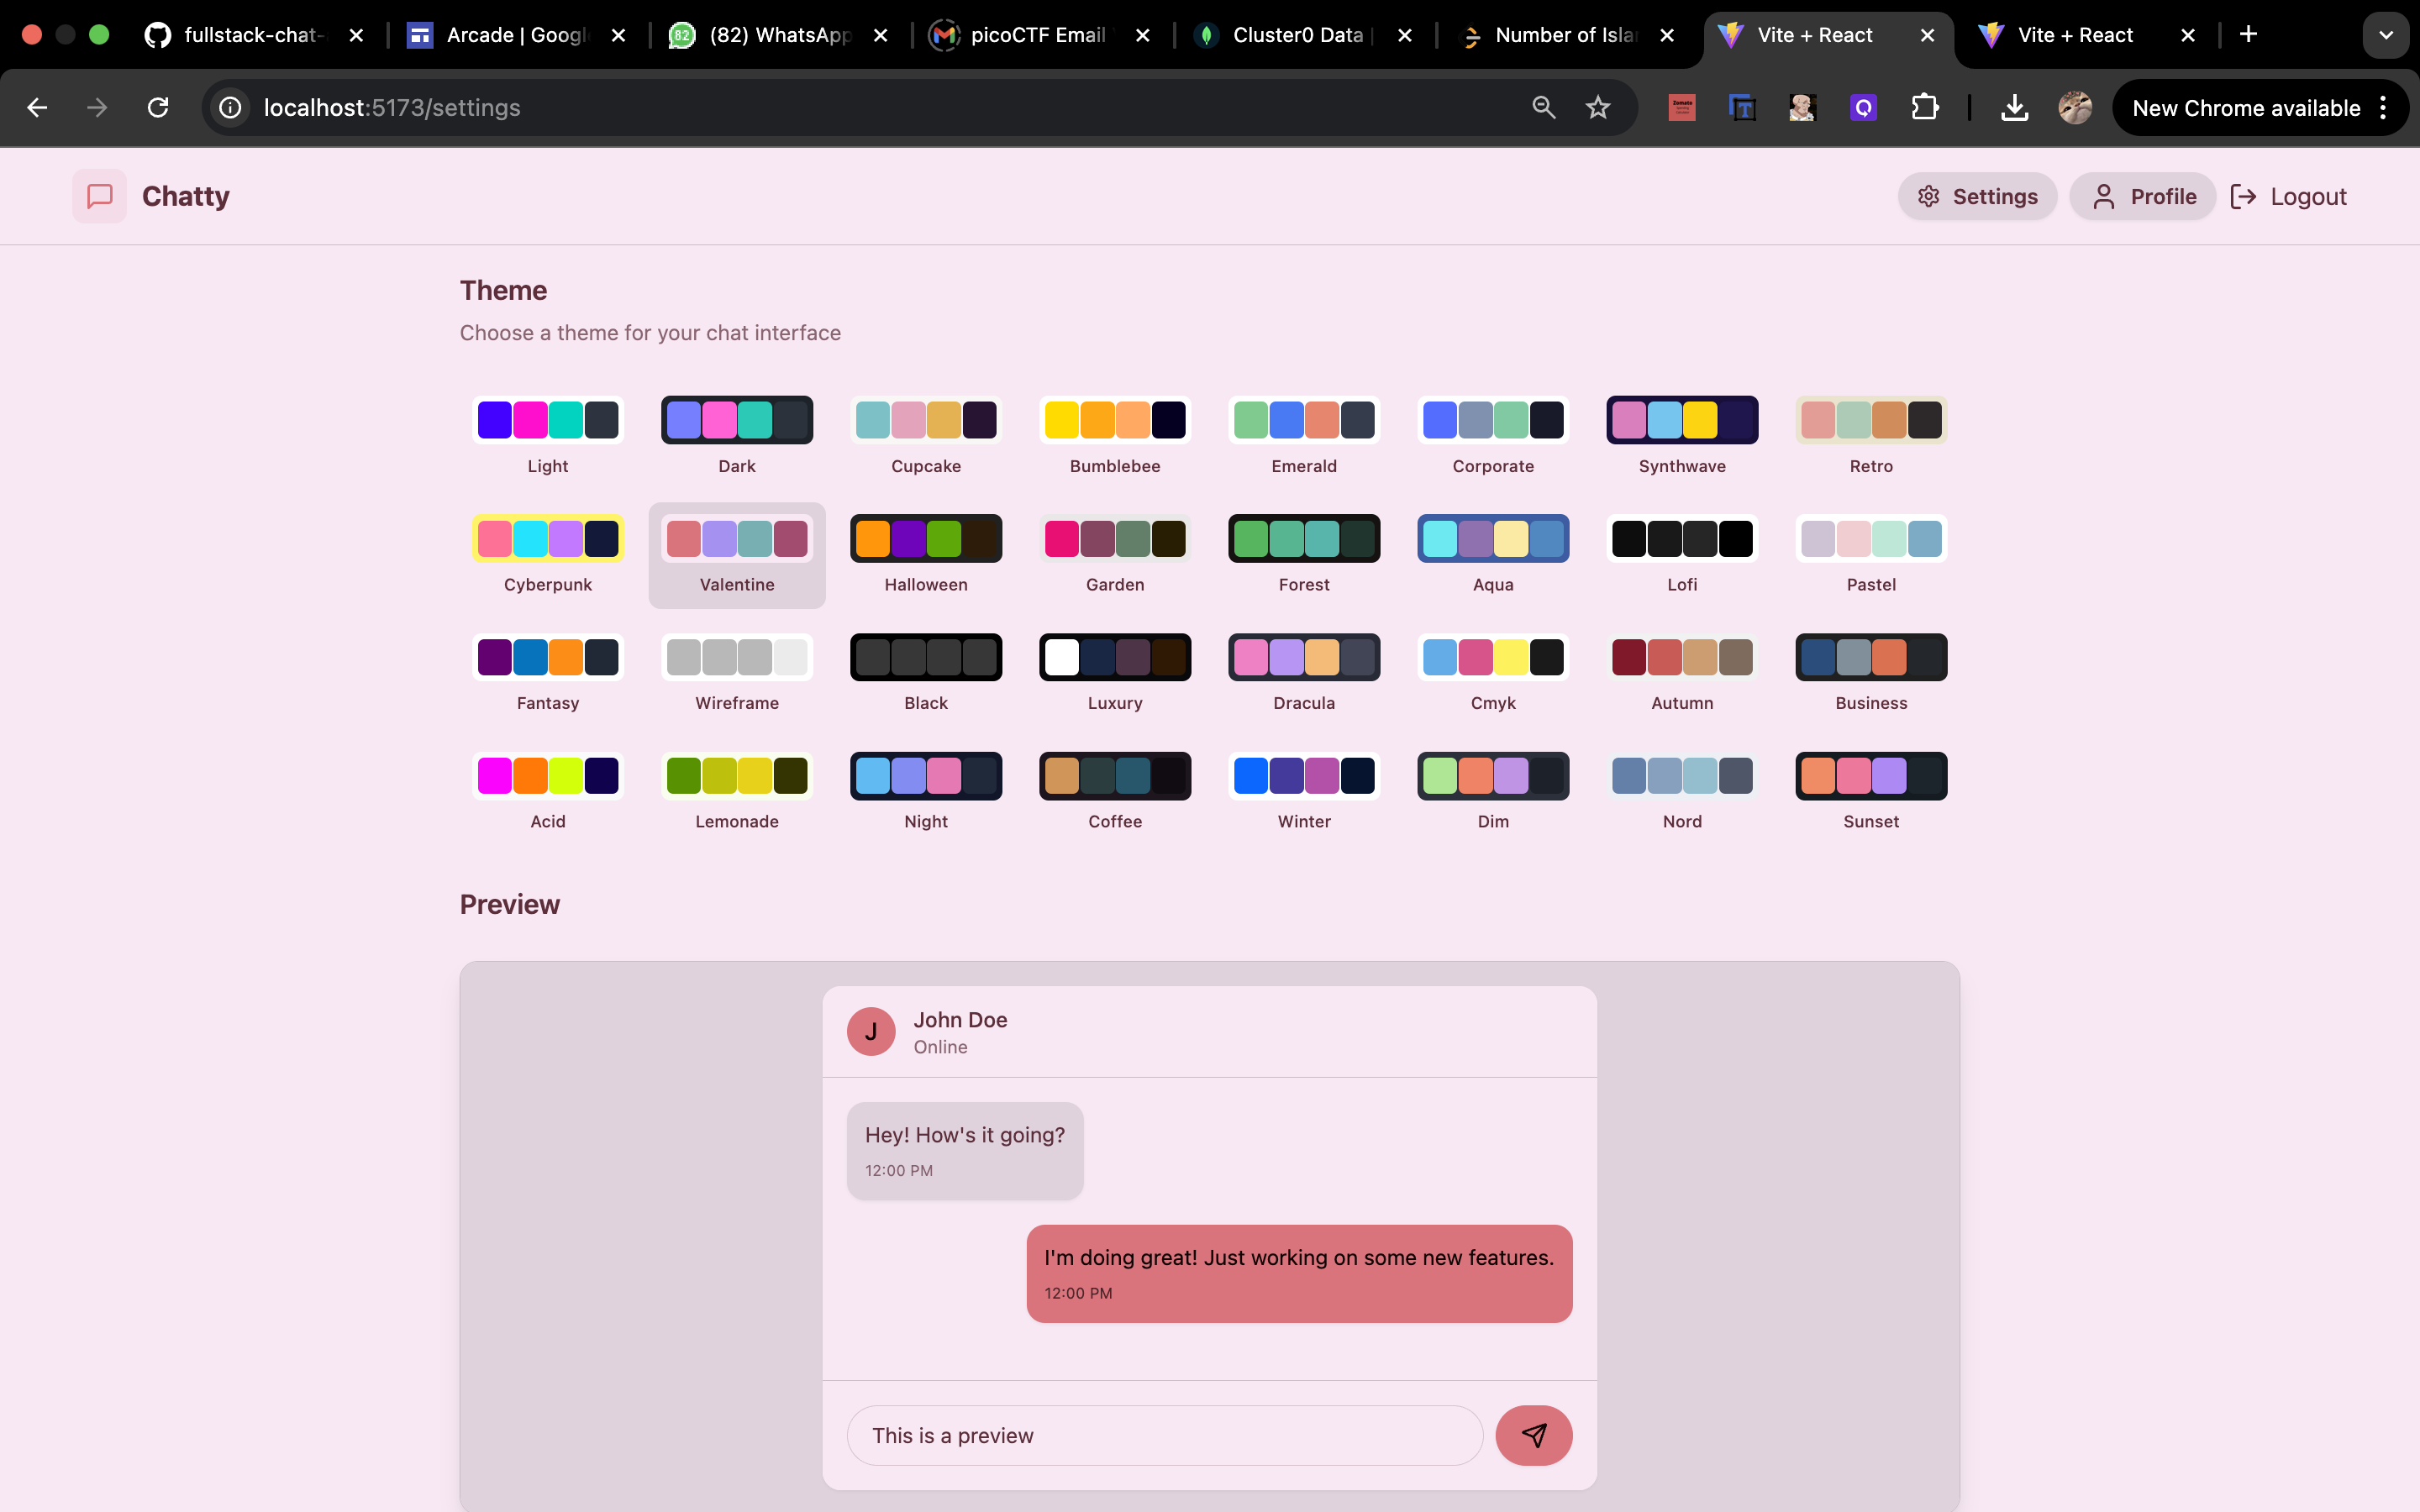 fullstack-chat-
Arcade | Googl
82
(82) WhatsApp
picoCTF Email
Cluster0 Data
Number of Isla
Vite + React
Vite + React
localhost:5173/settings
New Chrome available
Chatty
Settings
Profile
Logout
Theme
Choose a theme for your chat interface
Light
Dark
Cupcake
Bumblebee
Emerald
Corporate
Synthwave
Retro
Cyberpunk
Valentine
Halloween
Garden
Forest
Aqua
Lofi
Pastel
Fantasy
Wireframe
Black
Luxury
Dracula
Cmyk
Autumn
Business
Acid
Lemonade
Night
Coffee
Winter
Dim
Nord
Sunset
Preview
J
John Doe
Online
Hey! How's it going?
12:00 PM
I'm doing great! Just working on some new features.
12:00 PM
This is a preview